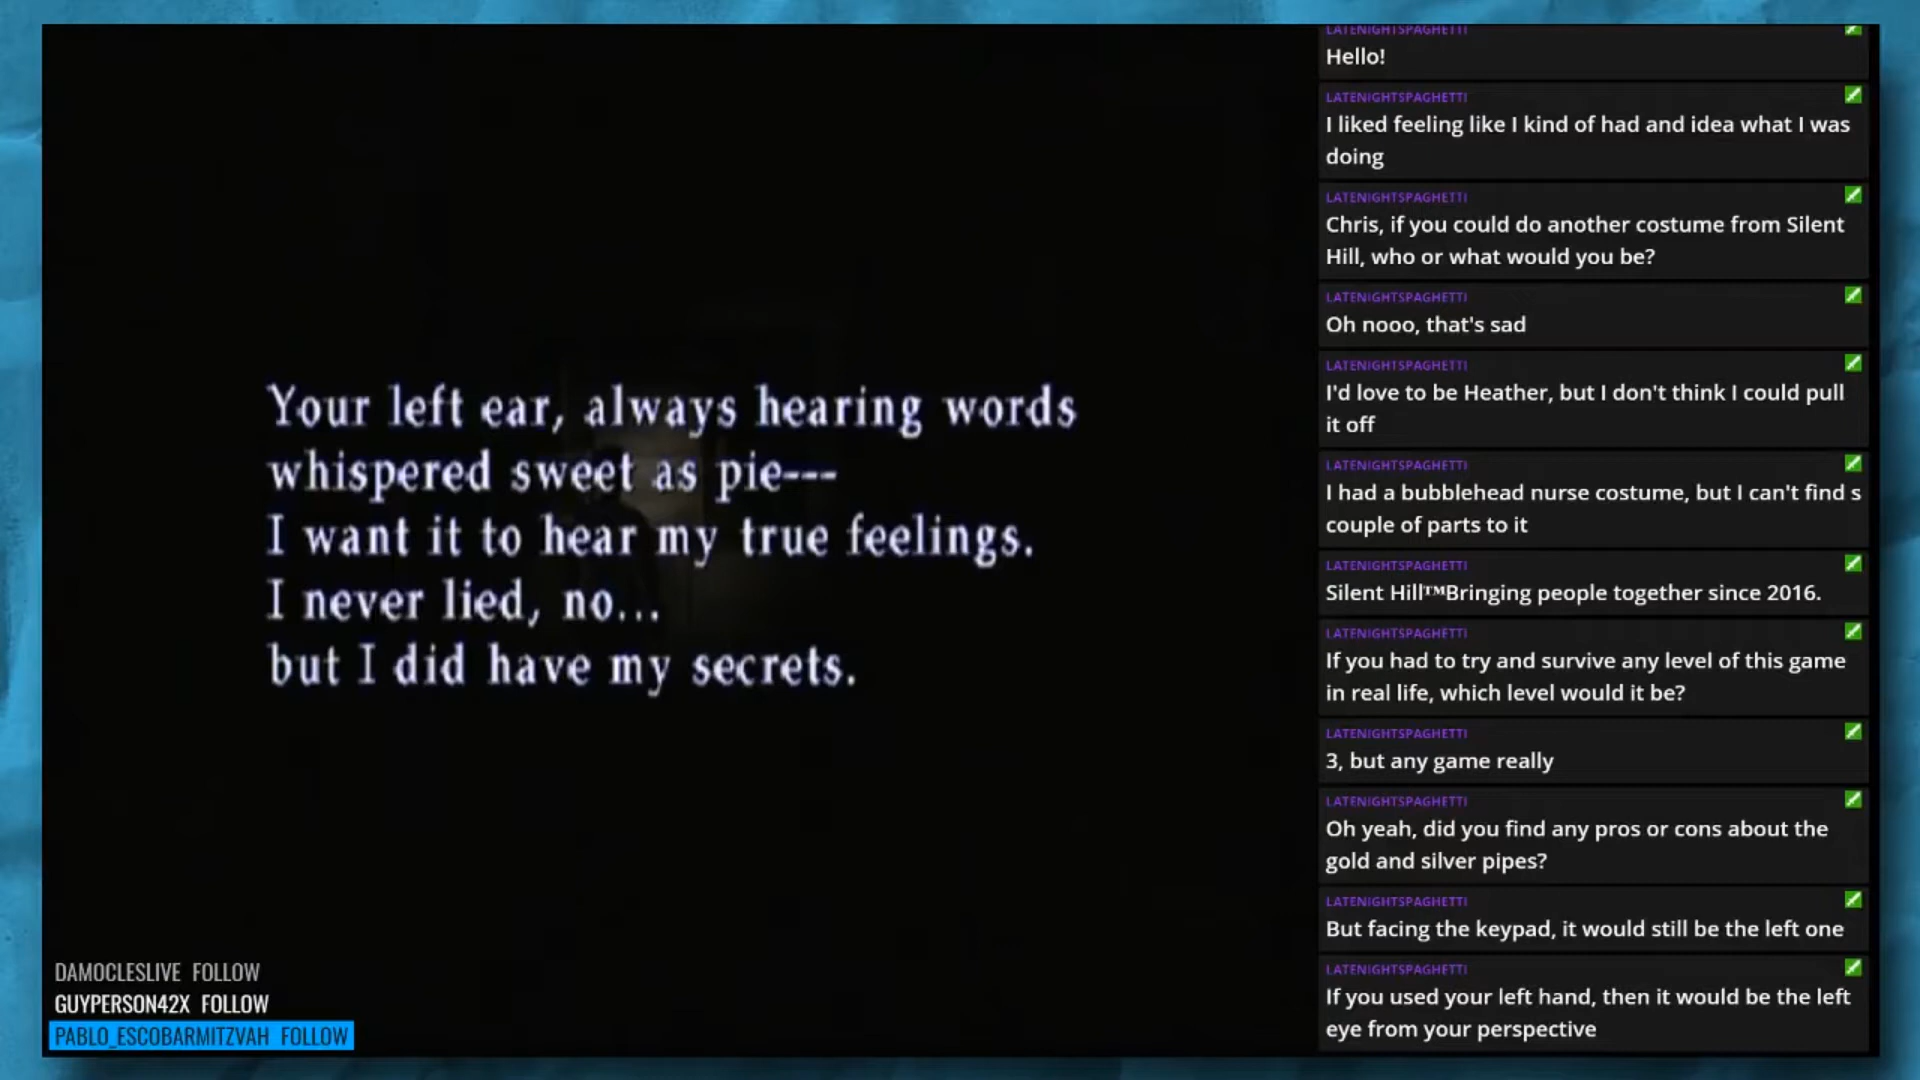 Your left ear, always hearing words
whispered sweet as pie---
I want it to hear my true feelings.
I never lied, no...
but I did have my secrets.
DAMOCLESLIVE FOLLOW
GUYPERSON42X FOLLOW
PABLO_ESCOBARMITZVAH FOLLOW
LATENIGHTSPAGHETTI
Hello!
LATENIGHTSPAGHETTI
I liked feeling like I kind of had and idea what I was
doing
LATENIGHTSPAGHETTI
Chris, if you could do another costume from Silent
Hill, who or what would you be?
LATENIGHTSPAGHETTI
Oh nooo, that's sad
LATENIGHTSPAGHETTI
I'd love to be Heather, but I don't think I could pull
it off
LATENIGHTSPAGHETTI
I had a bubblehead nurse costume, but I can't find s
couple of parts to it
LATENIGHTSPAGHETTI
Silent Hill™Bringing people together since 2016.
LATENIGHTSPAGHETTI
If you had to try and survive any level of this game
in real life, which level would it be?
LATENIGHTSPAGHETTI
3, but any game really
LATENIGHTSPAGHETTI
Oh yeah, did you find any pros or cons about the
gold and silver pipes?
LATENIGHTSPAGHETTI
But facing the keypad, it would still be the left one
LATENIGHTSPAGHETTI
If you used your left hand, then it would be the left
eye from your perspective